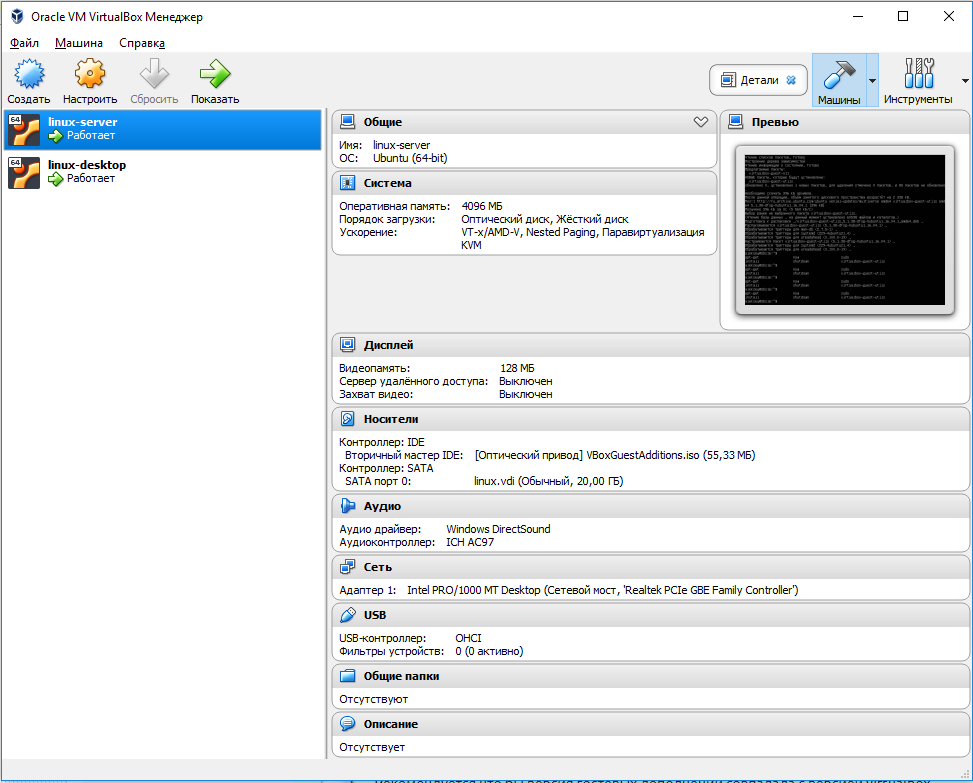 Oracle VM VirtualBox Менеджер
Файл Машина Справка
Создать Настроить Сбросить Показать
Детали
Машины
Инструменты
64
linux-server
Работает
64
linux-desktop
Работает
Общие
Имя: linux-server
ОС: Ubuntu (64-bit)
Превью
Система
Оперативная память: 4096 МБ
Порядок загрузки: Оптический диск, Жёсткий диск
Ускорение: VT-x/AMD-V, Nested Paging, Паравиртуализация
KVM
Дисплей
Видеопамять: 128 МБ
Сервер удалённого доступа: Выключен
Захват видео: Выключен
Носители
Контроллер: IDE
Вторичный мастер IDE: [Оптический привод] VBoxGuestAdditions.iso (55,33 МБ)
Контроллер: SATA
SATA порт 0: linux.vdi (Обычный, 20,00 ГБ)
Аудио
Аудио драйвер: Windows DirectSound
Аудиоконтроллер: ICH AC97
Сеть
Адаптер 1: Intel PRO/1000 MT Desktop (Сетевой мост, 'Realtek PCIe GBE Family Controller')
USB
USB-контроллер: OHCI
Фильтры устройств: 0 (0 активно)
Общие папки
Отсутствуют
Описание
Отсутствует